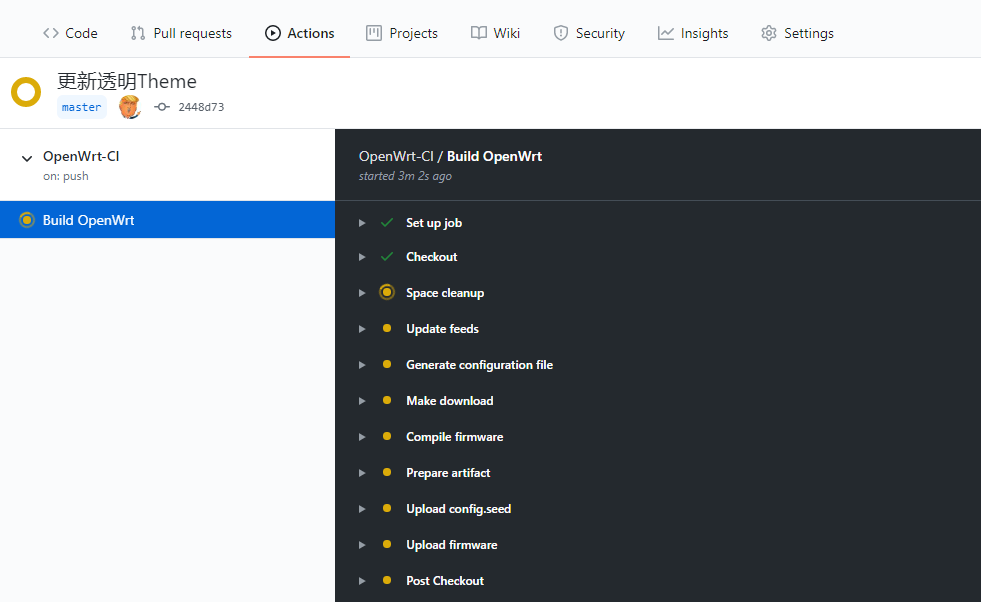 Code Pull requests Actions Projects Wiki Security Insights Settings
更新透明Theme
master 2448d73
OpenWrt-CI
on: push
Build OpenWrt
OpenWrt-CI / Build OpenWrt
started 3m 2s ago
Set up job
Checkout
Space cleanup
Update feeds
Generate configuration file
Make download
Compile firmware
Prepare artifact
Upload config.seed
Upload firmware
Post Checkout